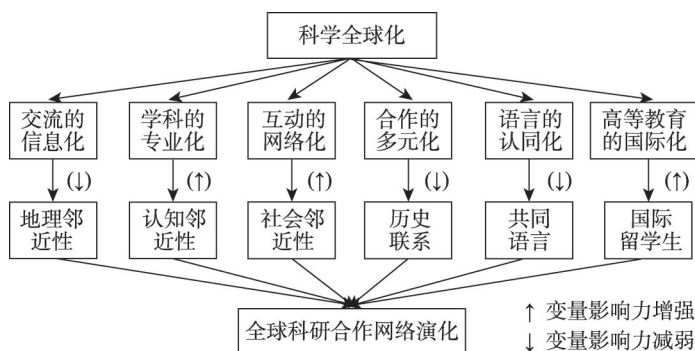 科学全球化
交流的
信息化
学科的
专业化
互动的
网络化
合作的
多元化
语言的
认同化
高等教育
的国际化
(↓)
(↑)
(↑)
(↓)
(↓)
(↑)
地理邻
近性
认知邻
近性
社会邻
近性
历史
联系
共同
语言
国际
留学生
全球科研合作网络演化
↑ 变量影响力增强
↓ 变量影响力减弱